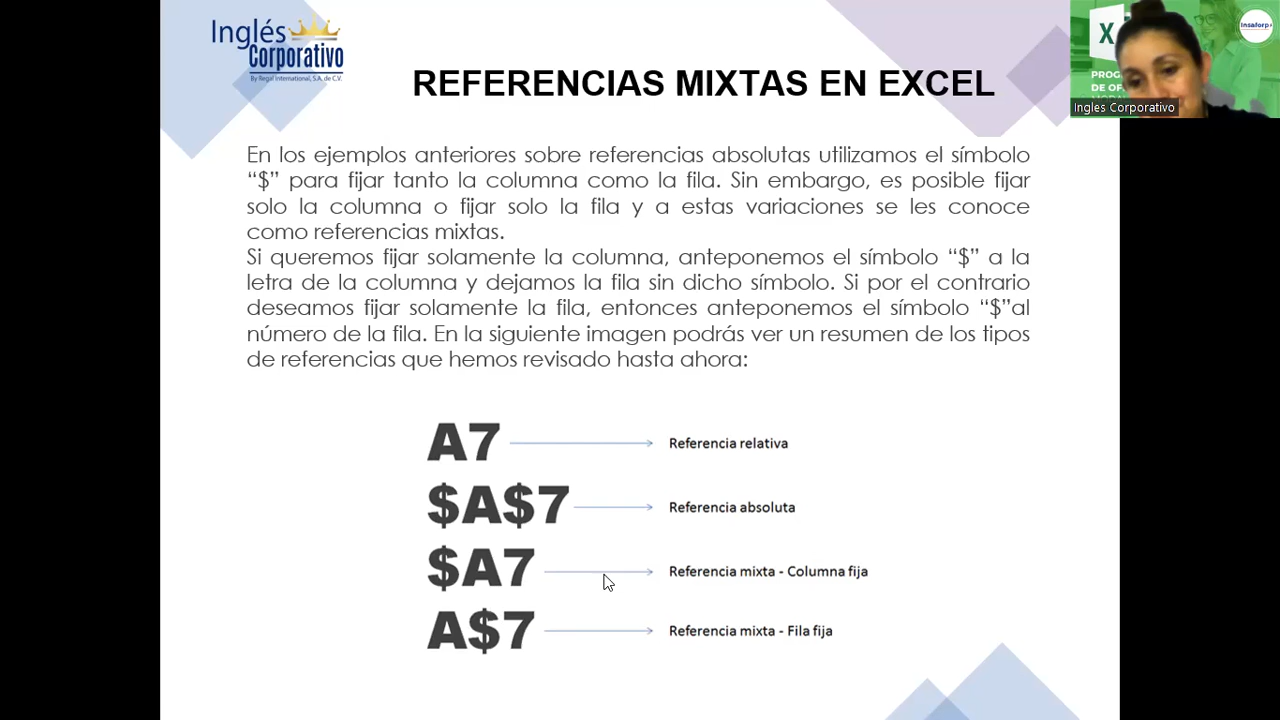 Inglés
Corporativo
By Regal International, S.A. de C.V.
REFERENCIAS MIXTAS EN EXCEL
En los ejemplos anteriores sobre referencias absolutas utilizamos el símbolo
“$” para fijar tanto la columna como la fila. Sin embargo, es posible fijar
solo la columna o fijar solo la fila y a estas variaciones se les conoce
como referencias mixtas.
Si queremos fijar solamente la columna, anteponemos el símbolo “$” a la
letra de la columna y dejamos la fila sin dicho símbolo. Si por el contrario
deseamos fijar solamente la fila, entonces anteponemos el símbolo “$”al
número de la fila. En la siguiente imagen podrás ver un resumen de los tipos
de referencias que hemos revisado hasta ahora:
A7 Referencia relativa
$A$7 Referencia absoluta
$A7 Referencia mixta - Columna fija
A$7 Referencia mixta - Fila fija
X
Insaforp
PROG
DE OF
Ingles Corporativo